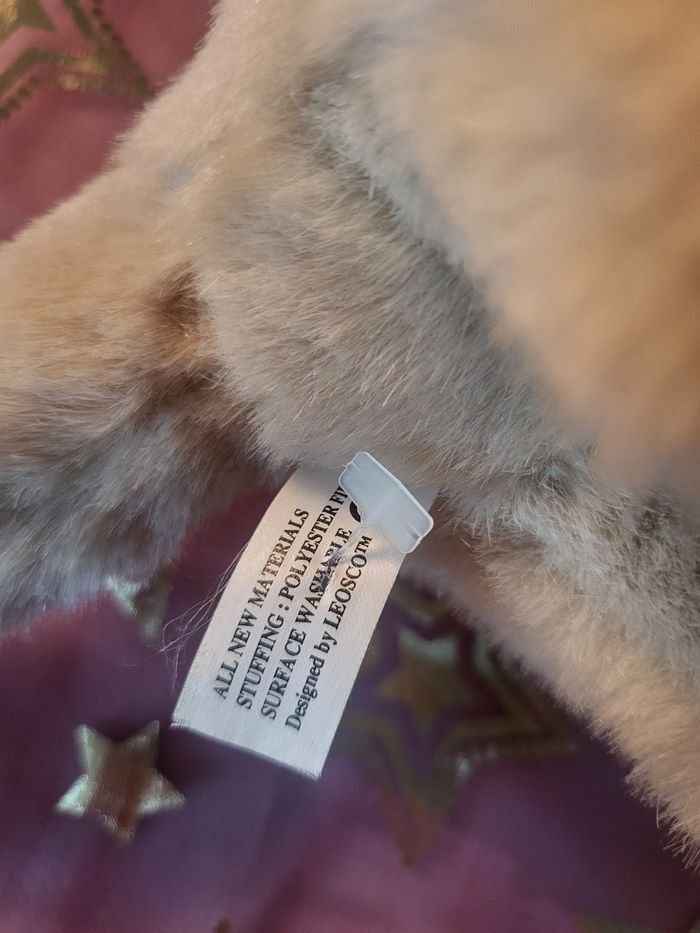 ALL NEW MATERIALS
STUFFING : POLYESTER
SURFACE WASHABLE
Designed by LEOSCO™